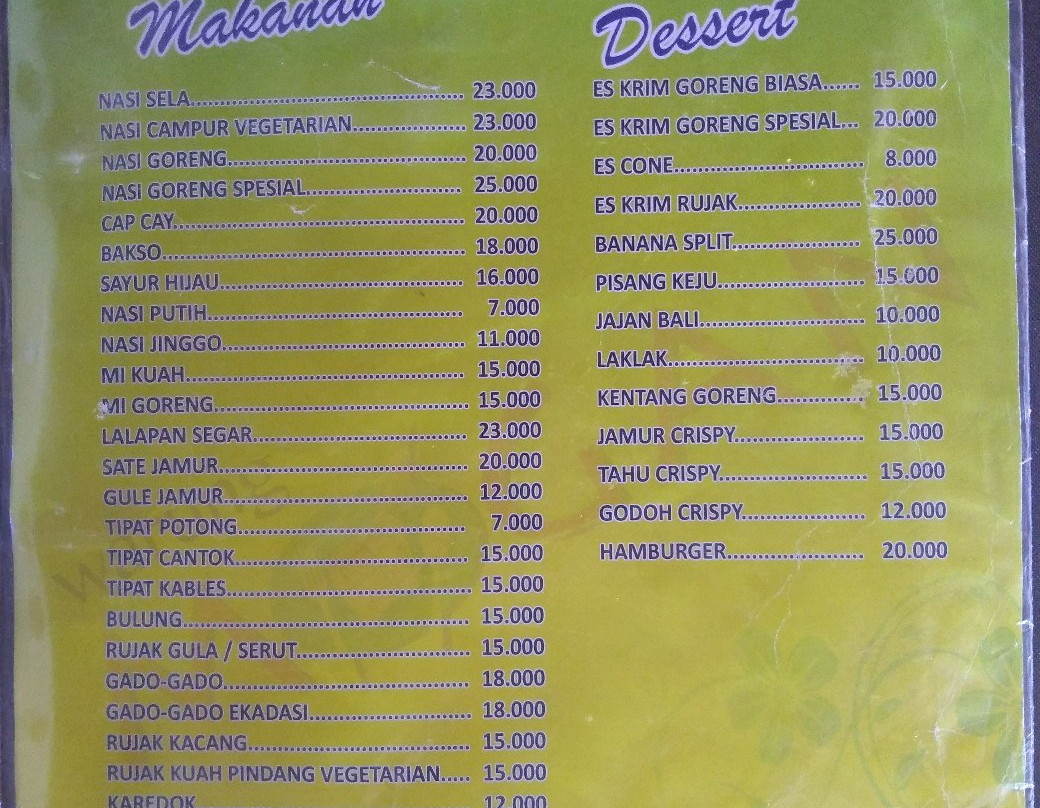 Makanan
NASI SELA 23.000
NASI CAMPUR VEGETARIAN 23.000
NASI GORENG 20.000
NASI GORENG SPESIAL 25.000
CAP CAY 20.000
BAKSO 18.000
SAYUR HIJAU 16.000
NASI PUTIH 7.000
NASI JINGGO 11.000
MI KUAH 15.000
MI GORENG 15.000
LALAPAN SEGAR 23.000
SATE JAMUR 20.000
GULE JAMUR 12.000
TIPAT POTONG 7.000
TIPAT CANTOK 15.000
TIPAT KABLES 15.000
BULUNG 15.000
RUJAK GULA / SERUT 15.000
GADO-GADO 18.000
GADO-GADO EKADASI 18.000
RUJAK KACANG 15.000
RUJAK KUAH PINDANG VEGETARIAN 15.000
KAREDOK 12.000
Dessert
ES KRIM GORENG BIASA 15.000
ES KRIM GORENG SPESIAL 20.000
ES CONE 8.000
ES KRIM RUJAK 20.000
BANANA SPLIT 25.000
PISANG KEJU 15.000
JAJAN BALI 10.000
LAKLAK 10.000
KENTANG GORENG 15.000
JAMUR CRISPY 15.000
TAHU CRISPY 15.000
GODOH CRISPY 12.000
HAMBURGER 20.000